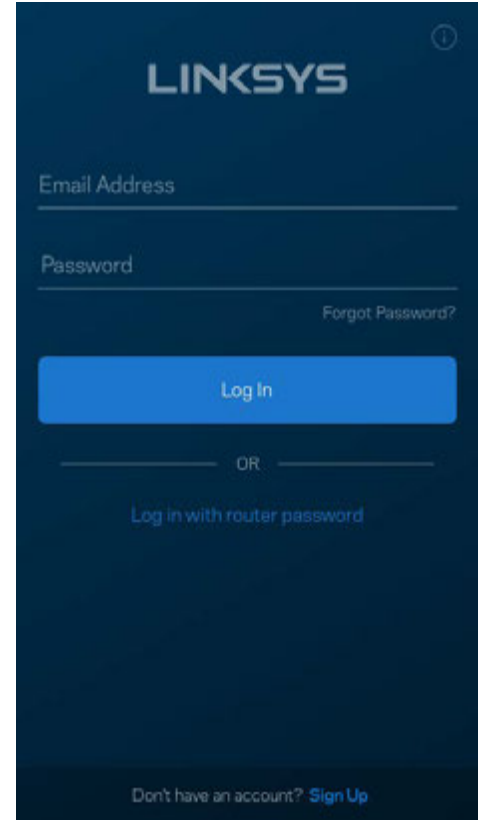 LINKSYS
Email Address
Password
Forgot Password?
Log In
OR
Log in with router password
Don't have an account? Sign Up